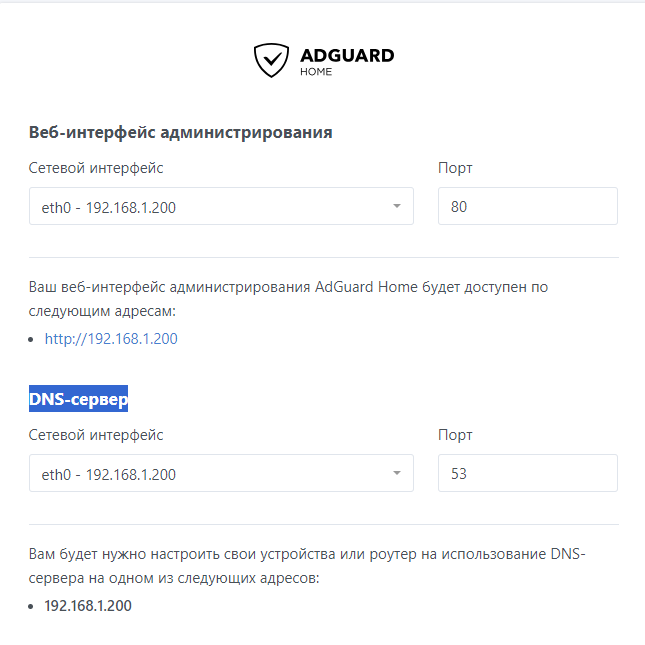 ADGUARD
HOME
Веб-интерфейс администрирования
Сетевой интерфейс
Порт
eth0 - 192.168.1.200
80
Ваш веб-интерфейс администрирования AdGuard Home будет доступен по
следующим адресам:
• http://192.168.1.200
DNS-сервер
Сетевой интерфейс
Порт
eth0 - 192.168.1.200
53
Вам будет нужно настроить свои устройства или роутер на использование DNS-
сервера на одном из следующих адресов:
• 192.168.1.200